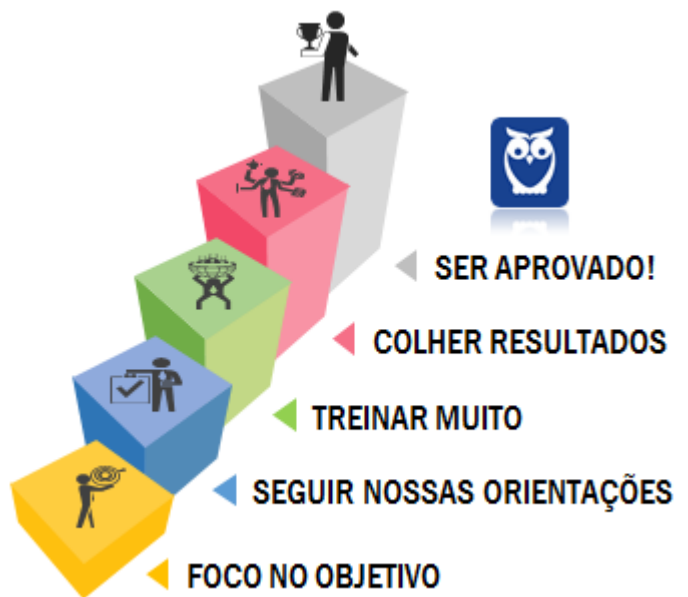 SER APROVADO!
COLHER RESULTADOS
TREINAR MUITO
SEGUIR NOSSAS ORIENTAÇÕES
FOCO NO OBJETIVO